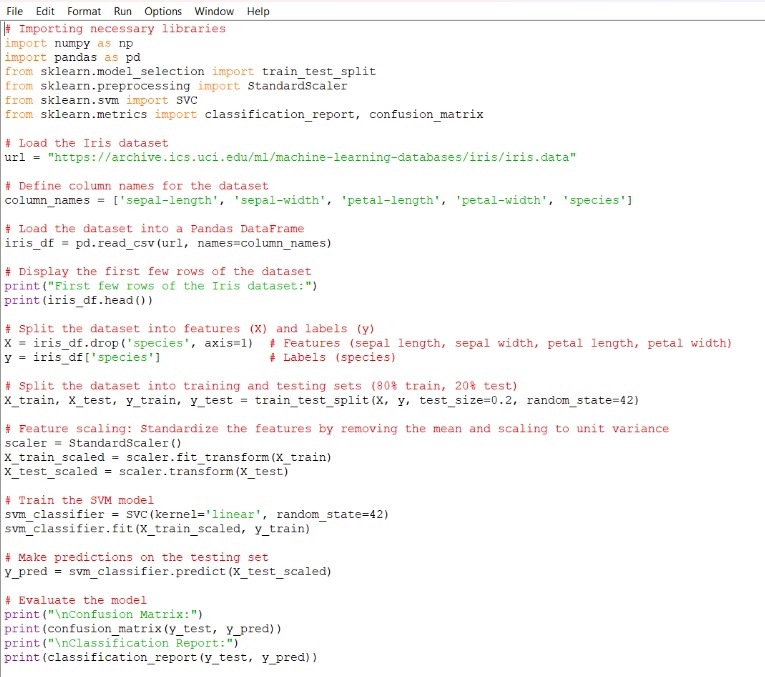 File Edit Format Run Options Window Help
# Importing necessary libraries
import numpy as np
import pandas as pd
from sklearn.model_selection import train_test_split
from sklearn.preprocessing import StandardScaler
from sklearn.svm import SVC
from sklearn.metrics import classification_report, confusion_matrix
# Load the Iris dataset
url = "https://archive.ics.uci.edu/ml/machine-learning-databases/iris/iris.data"
# Define column names for the dataset
column_names = ['sepal-length', 'sepal-width', 'petal-length', 'petal-width', 'species']
# Load the dataset into a Pandas DataFrame
iris_df = pd.read_csv(url, names=column_names)
# Display the first few rows of the dataset
print("First few rows of the Iris dataset:")
print(iris_df.head())
# Split the dataset into features (X) and labels (y)
X = iris_df.drop('species', axis=1)  # Features (sepal length, sepal width, petal length, petal width)
y = iris_df['species']               # Labels (species)
# Split the dataset into training and testing sets (80% train, 20% test)
X_train, X_test, y_train, y_test = train_test_split(X, y, test_size=0.2, random_state=42)
# Feature scaling: Standardize the features by removing the mean and scaling to unit variance
scaler = StandardScaler()
X_train_scaled = scaler.fit_transform(X_train)
X_test_scaled = scaler.transform(X_test)
# Train the SVM model
svm_classifier = SVC(kernel='linear', random_state=42)
svm_classifier.fit(X_train_scaled, y_train)
# Make predictions on the testing set
y_pred = svm_classifier.predict(X_test_scaled)
# Evaluate the model
print("\nConfusion Matrix:")
print(confusion_matrix(y_test, y_pred))
print("\nClassification Report:")
print(classification_report(y_test, y_pred))